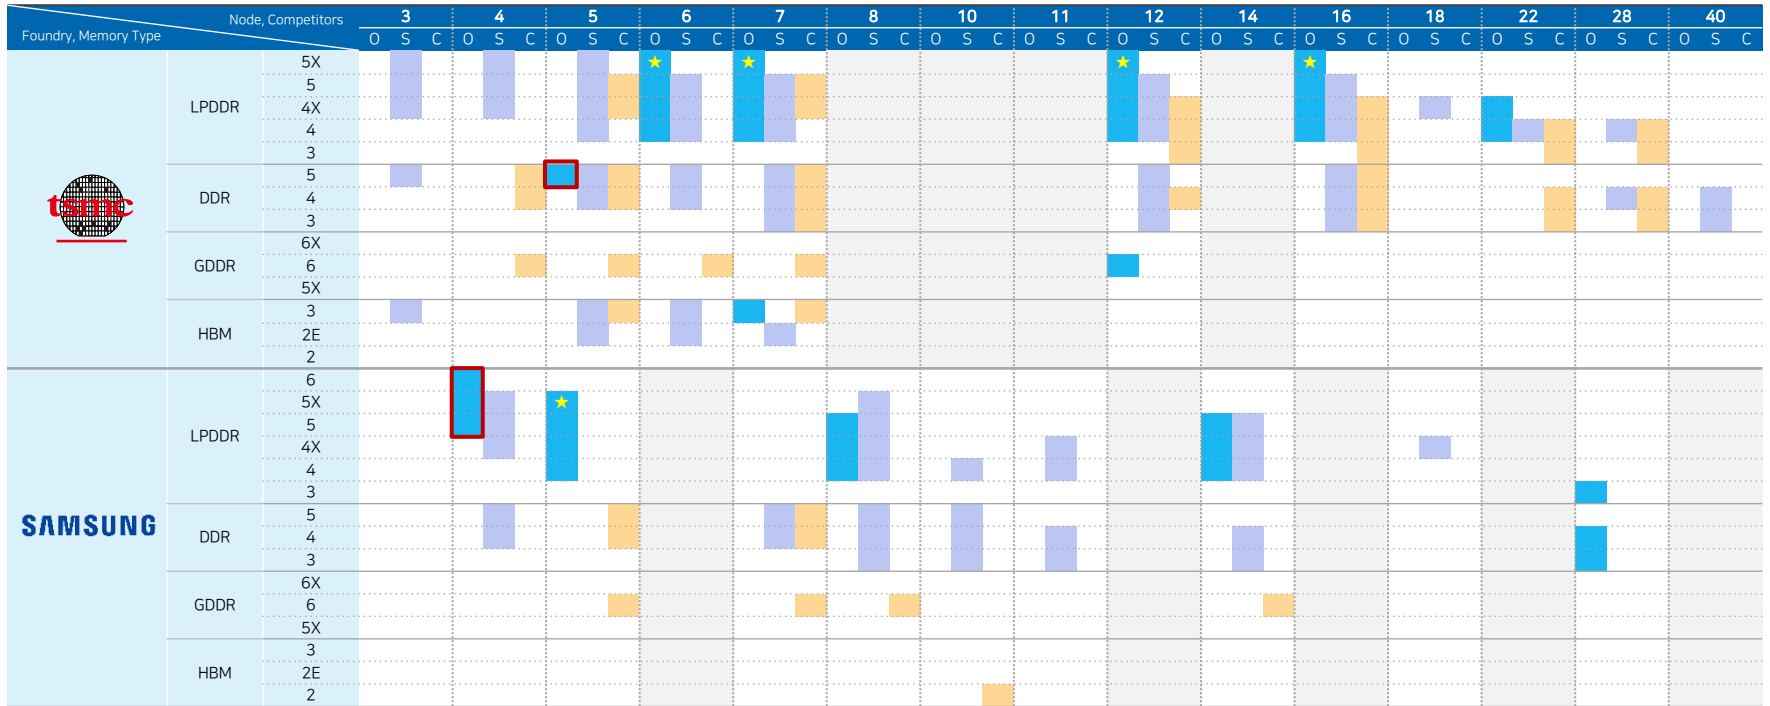 Node, Competitors 3 4 5 6 7 8 10 11 12 14 16 18 22 28 40
Foundry, Memory Type O S C O S C O S C O S C O S C O S C O S C O S C O S C O S C O S C O S C O S C O S C O S C
tsmc
LPDDR
5X
5
4X
4
3
DDR
5
4
3
GDDR
6X
6
5X
HBM
3
2E
2
SAMSUNG
LPDDR
6
5X
5
4X
4
3
DDR
5
4
3
GDDR
6X
6
5X
HBM
3
2E
2